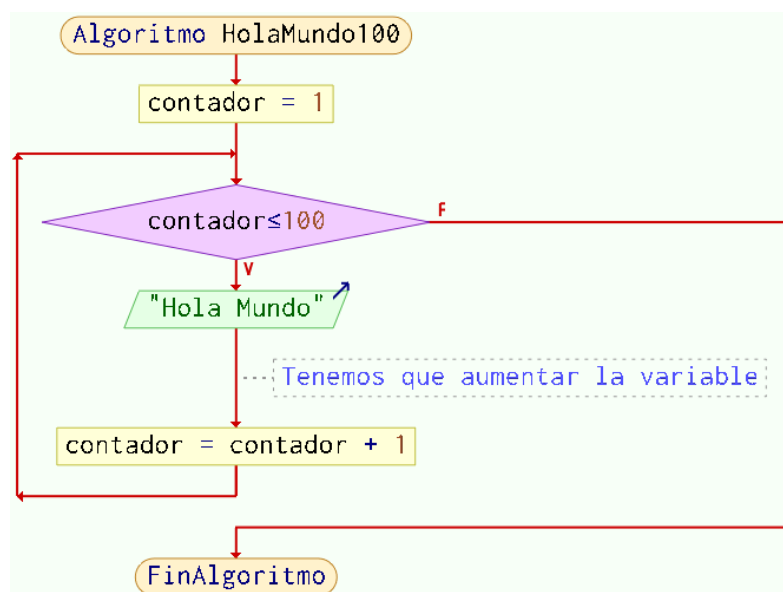 Algoritmo HolaMundo100
contador = 1
contador≤100
F
V
"Hola Mundo"
Tenemos que aumentar la variable
contador = contador + 1
FinAlgoritmo